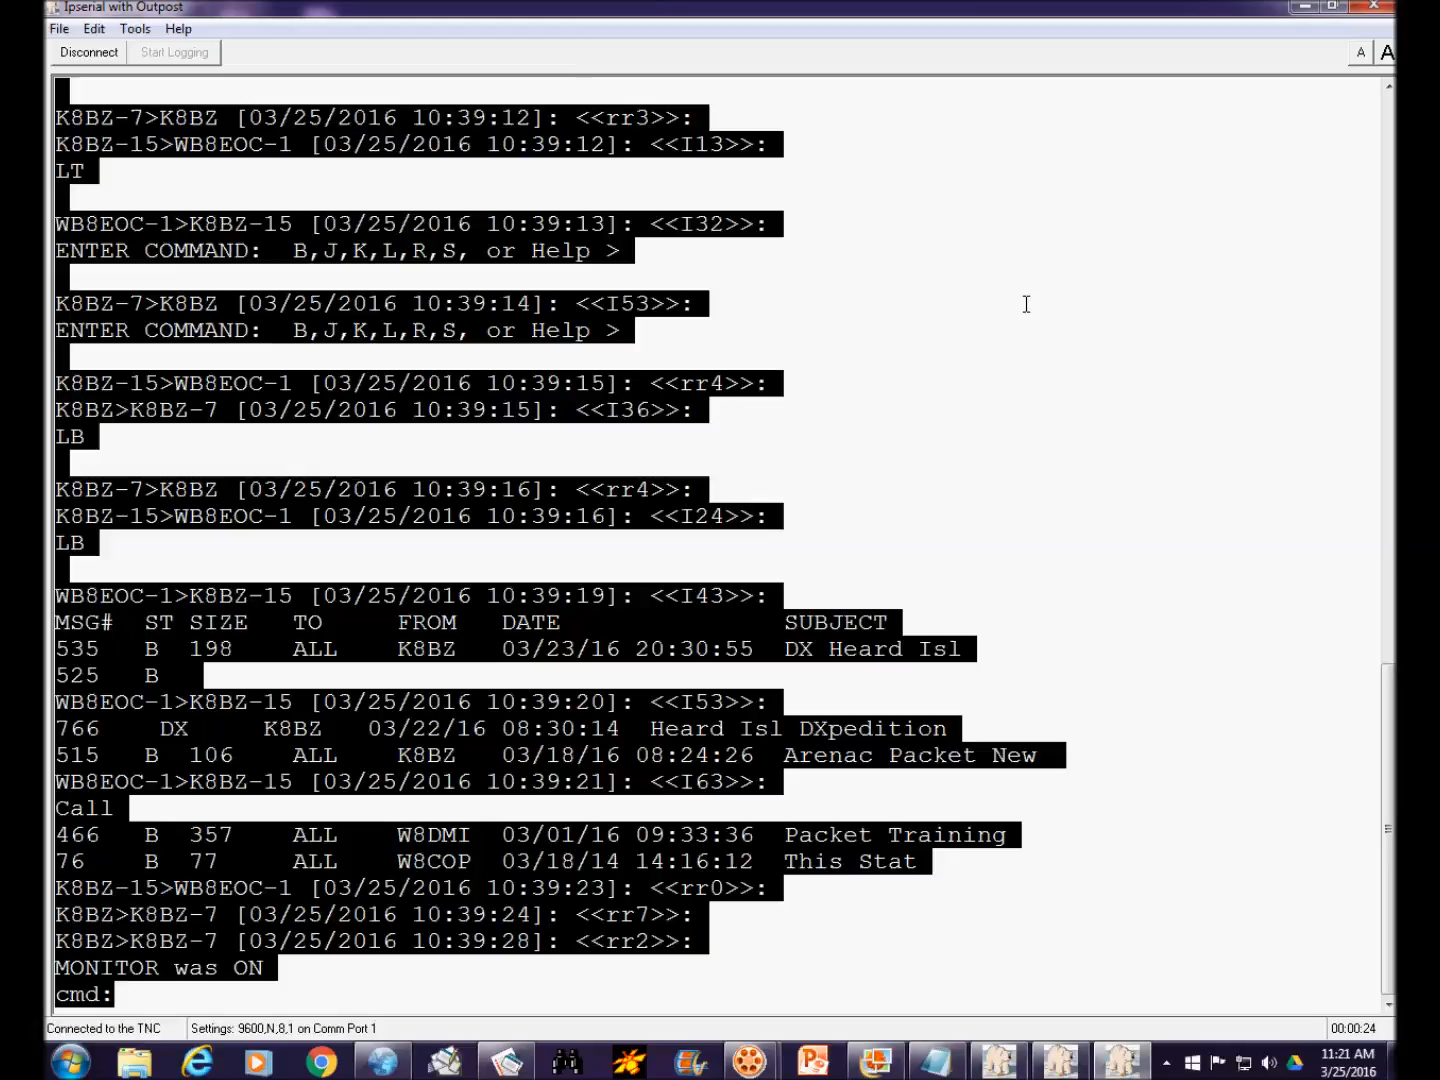 Ipserial with Outpost
File Edit Tools Help
Disconnect Start Logging A A
K8BZ-7>K8BZ [03/25/2016 10:39:12]: <<rr3>>:
K8BZ-15>WB8EOC-1 [03/25/2016 10:39:12]: <<I13>>:
LT
WB8EOC-1>K8BZ-15 [03/25/2016 10:39:13]: <<I32>>:
ENTER COMMAND:  B,J,K,L,R,S, or Help >
K8BZ-7>K8BZ [03/25/2016 10:39:14]: <<I53>>:
ENTER COMMAND:  B,J,K,L,R,S, or Help >
K8BZ-15>WB8EOC-1 [03/25/2016 10:39:15]: <<rr4>>:
K8BZ>K8BZ-7 [03/25/2016 10:39:15]: <<I36>>:
LB
K8BZ-7>K8BZ [03/25/2016 10:39:16]: <<rr4>>:
K8BZ-15>WB8EOC-1 [03/25/2016 10:39:16]: <<I24>>:
LB
WB8EOC-1>K8BZ-15 [03/25/2016 10:39:19]: <<I43>>:
MSG#  ST SIZE   TO     FROM   DATE               SUBJECT
535   B  198    ALL    K8BZ   03/23/16 20:30:55  DX Heard Isl
525   B
WB8EOC-1>K8BZ-15 [03/25/2016 10:39:20]: <<I53>>:
766    DX     K8BZ   03/22/16 08:30:14  Heard Isl DXpedition
515   B  106    ALL    K8BZ   03/18/16 08:24:26  Arenac Packet New
WB8EOC-1>K8BZ-15 [03/25/2016 10:39:21]: <<I63>>:
Call
466   B  357    ALL    W8DMI  03/01/16 09:33:36  Packet Training
76    B  77     ALL    W8COP  03/18/14 14:16:12  This Stat
K8BZ-15>WB8EOC-1 [03/25/2016 10:39:23]: <<rr0>>:
K8BZ>K8BZ-7 [03/25/2016 10:39:24]: <<rr7>>:
K8BZ>K8BZ-7 [03/25/2016 10:39:28]: <<rr2>>:
MONITOR was ON
cmd:
Connected to the TNC Settings: 9600,N,8,1 on Comm Port 1 00:00:24
11:21 AM
3/25/2016